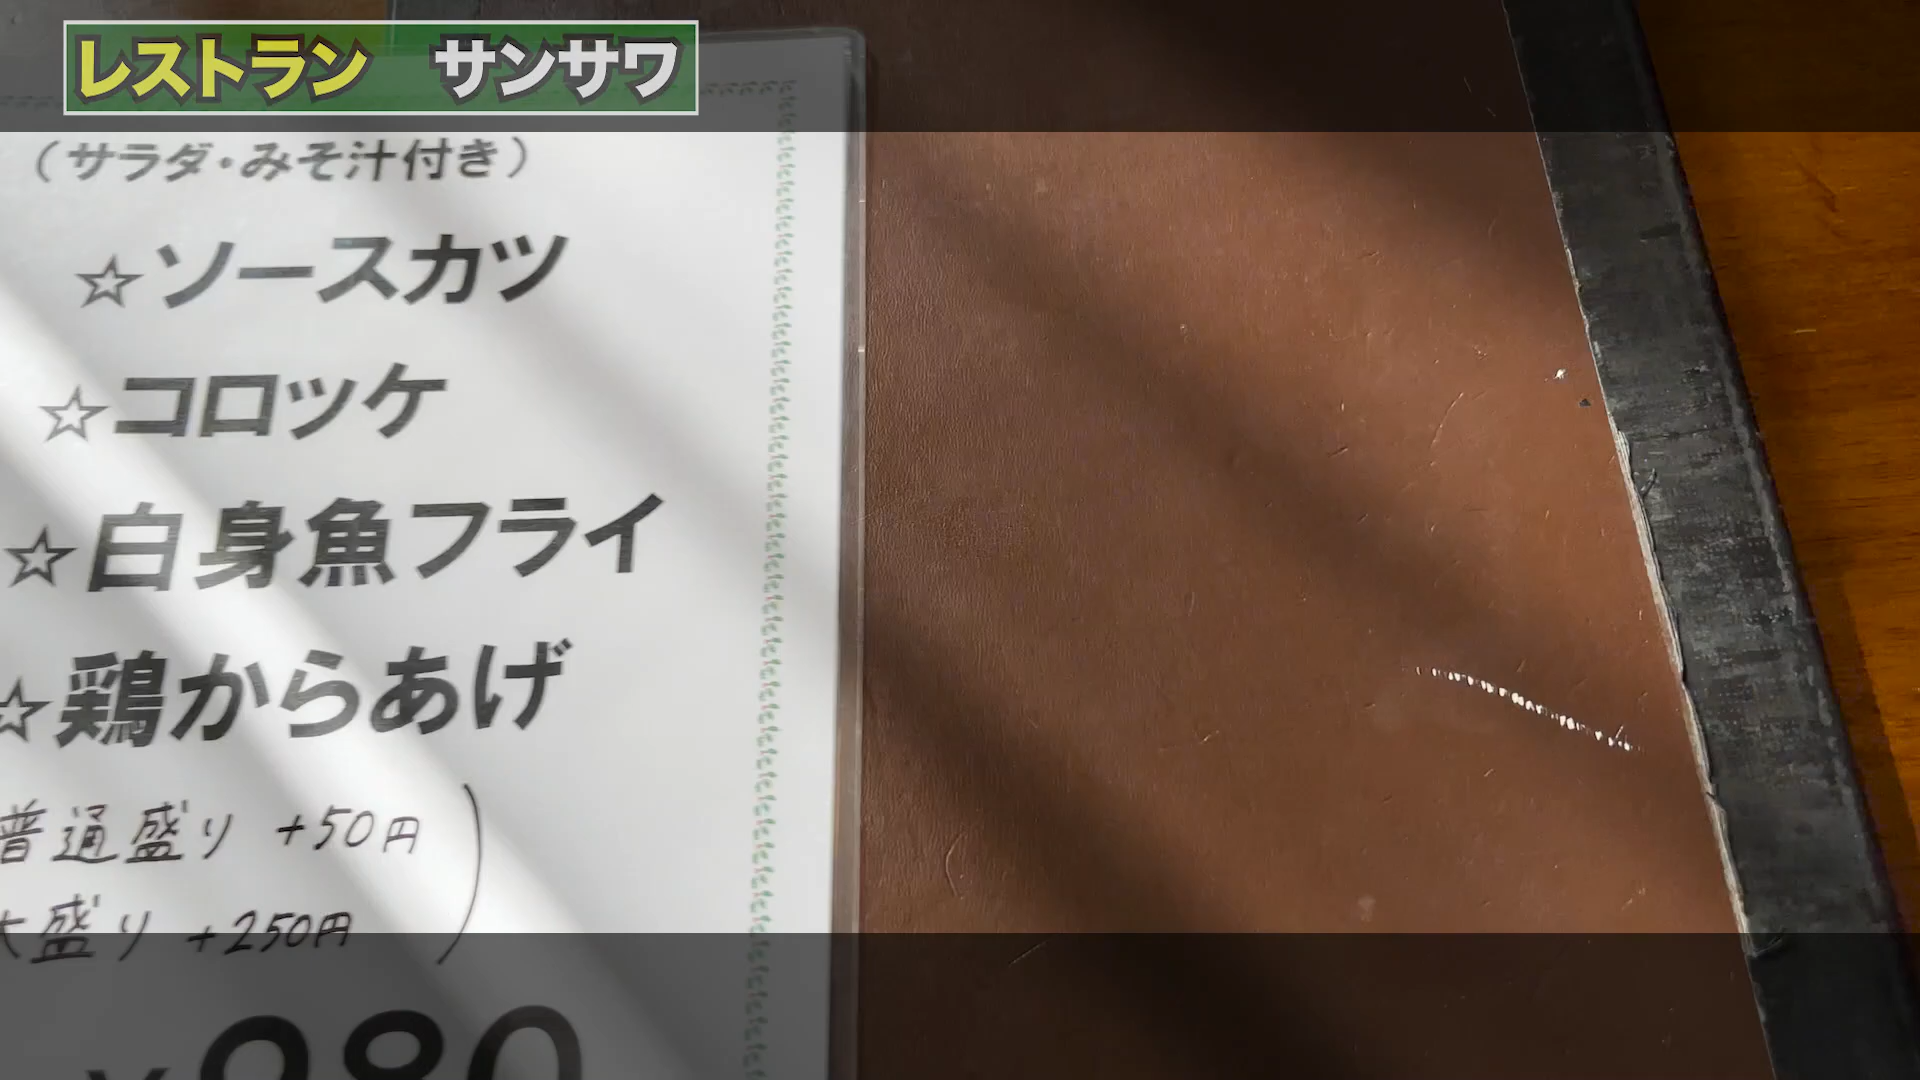 レストラン　サンサワ
（サラダ・みそ汁付き）
☆ソースカツ
☆コロッケ
☆白身魚フライ
☆鶏からあげ
普通盛り +50円）
大盛り +250円
¥980